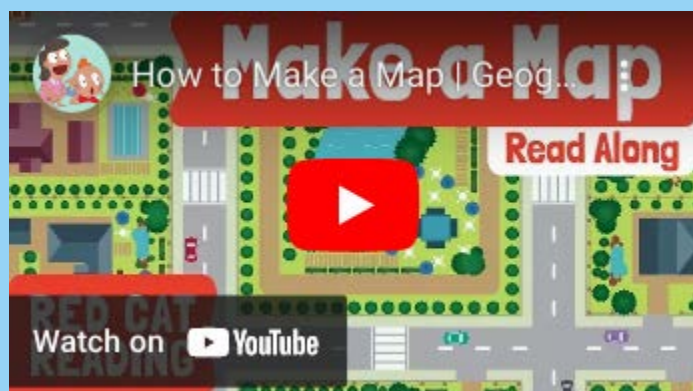 Make a Map
How to Make a Map | Geog...
Read Along
RED CAT
READING
Watch on YouTube